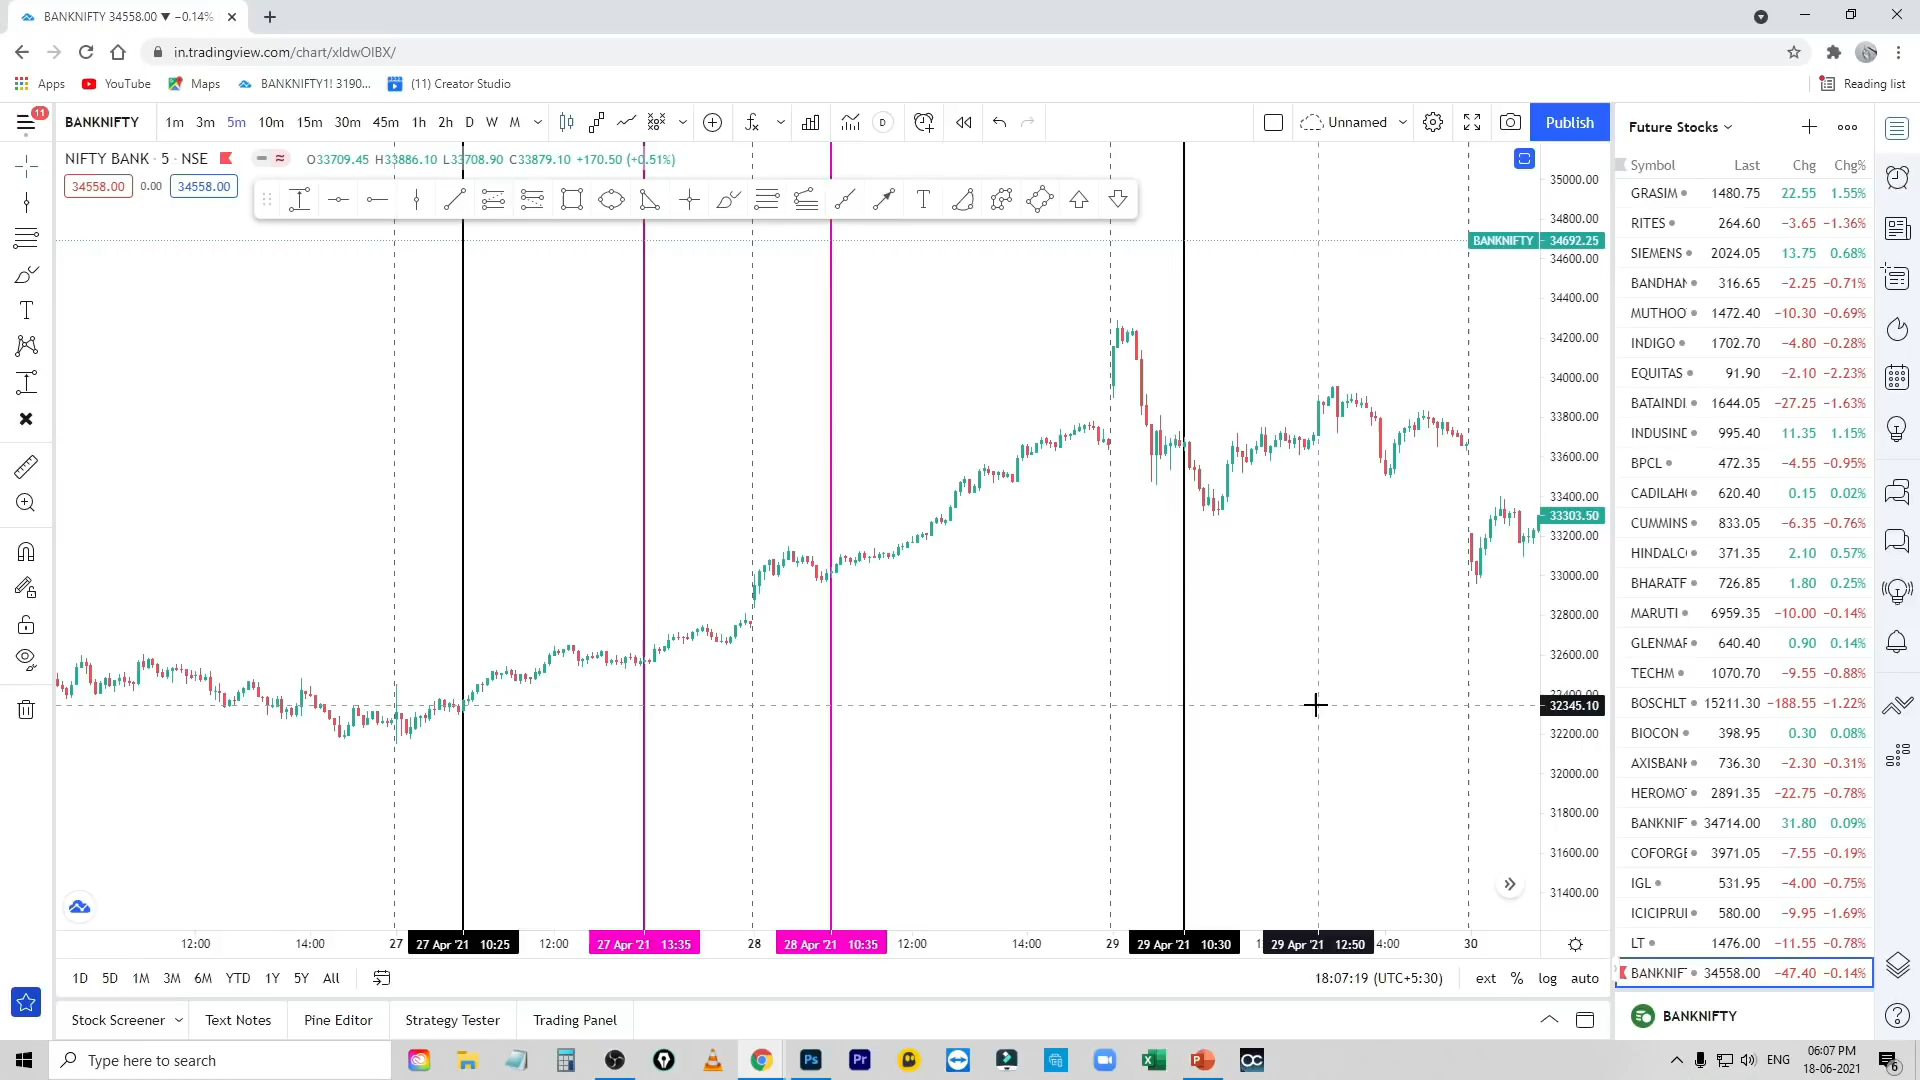 BANKNIFTY 34558.00 ▼ −0.14%
in.tradingview.com/chart/xIdwOIBX/
Apps YouTube Maps BANKNIFTY1! 3190... (11) Creator Studio Reading list
11
BANKNIFTY 1m 3m 5m 10m 15m 30m 45m 1h 2h D W M D Unnamed Publish
Future Stocks
NIFTY BANK · 5 · NSE O33709.45 H33886.10 L33708.90 C33879.10 +170.50 (+0.51%)
34558.00 0.00 34558.00
Symbol Last Chg Chg%
GRASIM 1480.75 22.55 1.55%
RITES 264.60 −3.65 −1.36%
SIEMENS 2024.05 13.75 0.68%
BANDHAN 316.65 −2.25 −0.71%
MUTHOO 1472.40 −10.30 −0.69%
INDIGO 1702.70 −4.80 −0.28%
EQUITAS 91.90 −2.10 −2.23%
BATAINDI 1644.05 −27.25 −1.63%
INDUSINE 995.40 11.35 1.15%
BPCL 472.35 −4.55 −0.95%
CADILAH 620.40 0.15 0.02%
CUMMINS 833.05 −6.35 −0.76%
HINDALC 371.35 2.10 0.57%
BHARATF 726.85 1.80 0.25%
MARUTI 6959.35 −10.00 −0.14%
GLENMAR 640.40 0.90 0.14%
TECHM 1070.70 −9.55 −0.88%
BOSCHLT 15211.30 −188.55 −1.22%
BIOCON 398.95 0.30 0.08%
AXISBANK 736.30 −2.30 −0.31%
HEROMOT 2891.35 −22.75 −0.78%
BANKNIF 34714.00 31.80 0.09%
COFORGE 3971.05 −7.55 −0.19%
IGL 531.95 −4.00 −0.75%
ICICIPRUI 580.00 −9.95 −1.69%
LT 1476.00 −11.55 −0.78%
BANKNIF 34558.00 −47.40 −0.14%
BANKNIFTY
35000.00
34800.00
BANKNIFTY 34692.25
34600.00
34400.00
34200.00
34000.00
33800.00
33600.00
33400.00
33303.50
33200.00
33000.00
32800.00
32600.00
32400.00
32345.10
32200.00
32000.00
31800.00
31600.00
31400.00
12:00 14:00 27 27 Apr '21 10:25 12:00 27 Apr '21 13:35 28 28 Apr '21 10:35 12:00 14:00 29 29 Apr '21 10:30 29 Apr '21 12:50 4:00 30
1D 5D 1M 3M 6M YTD 1Y 5Y All 18:07:19 (UTC+5:30) ext % log auto
Stock Screener Text Notes Pine Editor Strategy Tester Trading Panel
Type here to search ENG 06:07 PM
18-06-2021
6